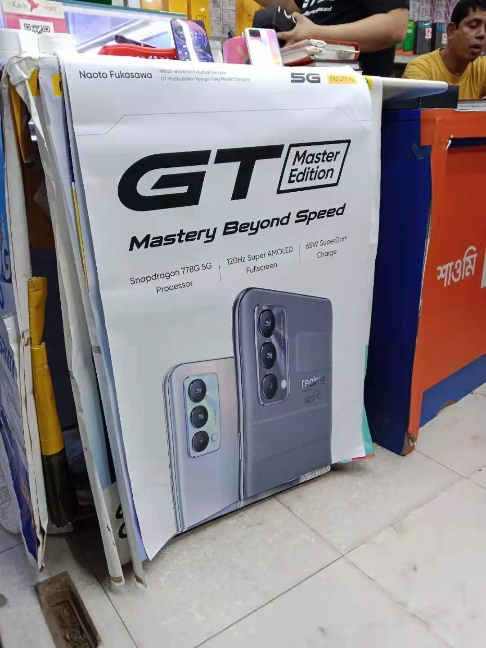 Naoto Fukasawa
5G realme
GT Master
Edition
Mastery Beyond Speed
Snapdragon 778G 5G
Processor
120Hz Super AMOLED
Fullscreen
65W SuperDart
Charge
realme
শাওমি